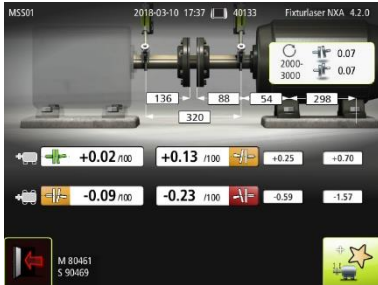 MSS01 2018-03-10 17:37 40133 Fixturlaser NXA 4.2.0
2000-
3000
0.07
0.07
136 88 54 298
320
+0.02 /100 +0.13 /100 +0.25 +0.70
-0.09 /100 -0.23 /100 -0.59 -1.57
M 80461
S 90469